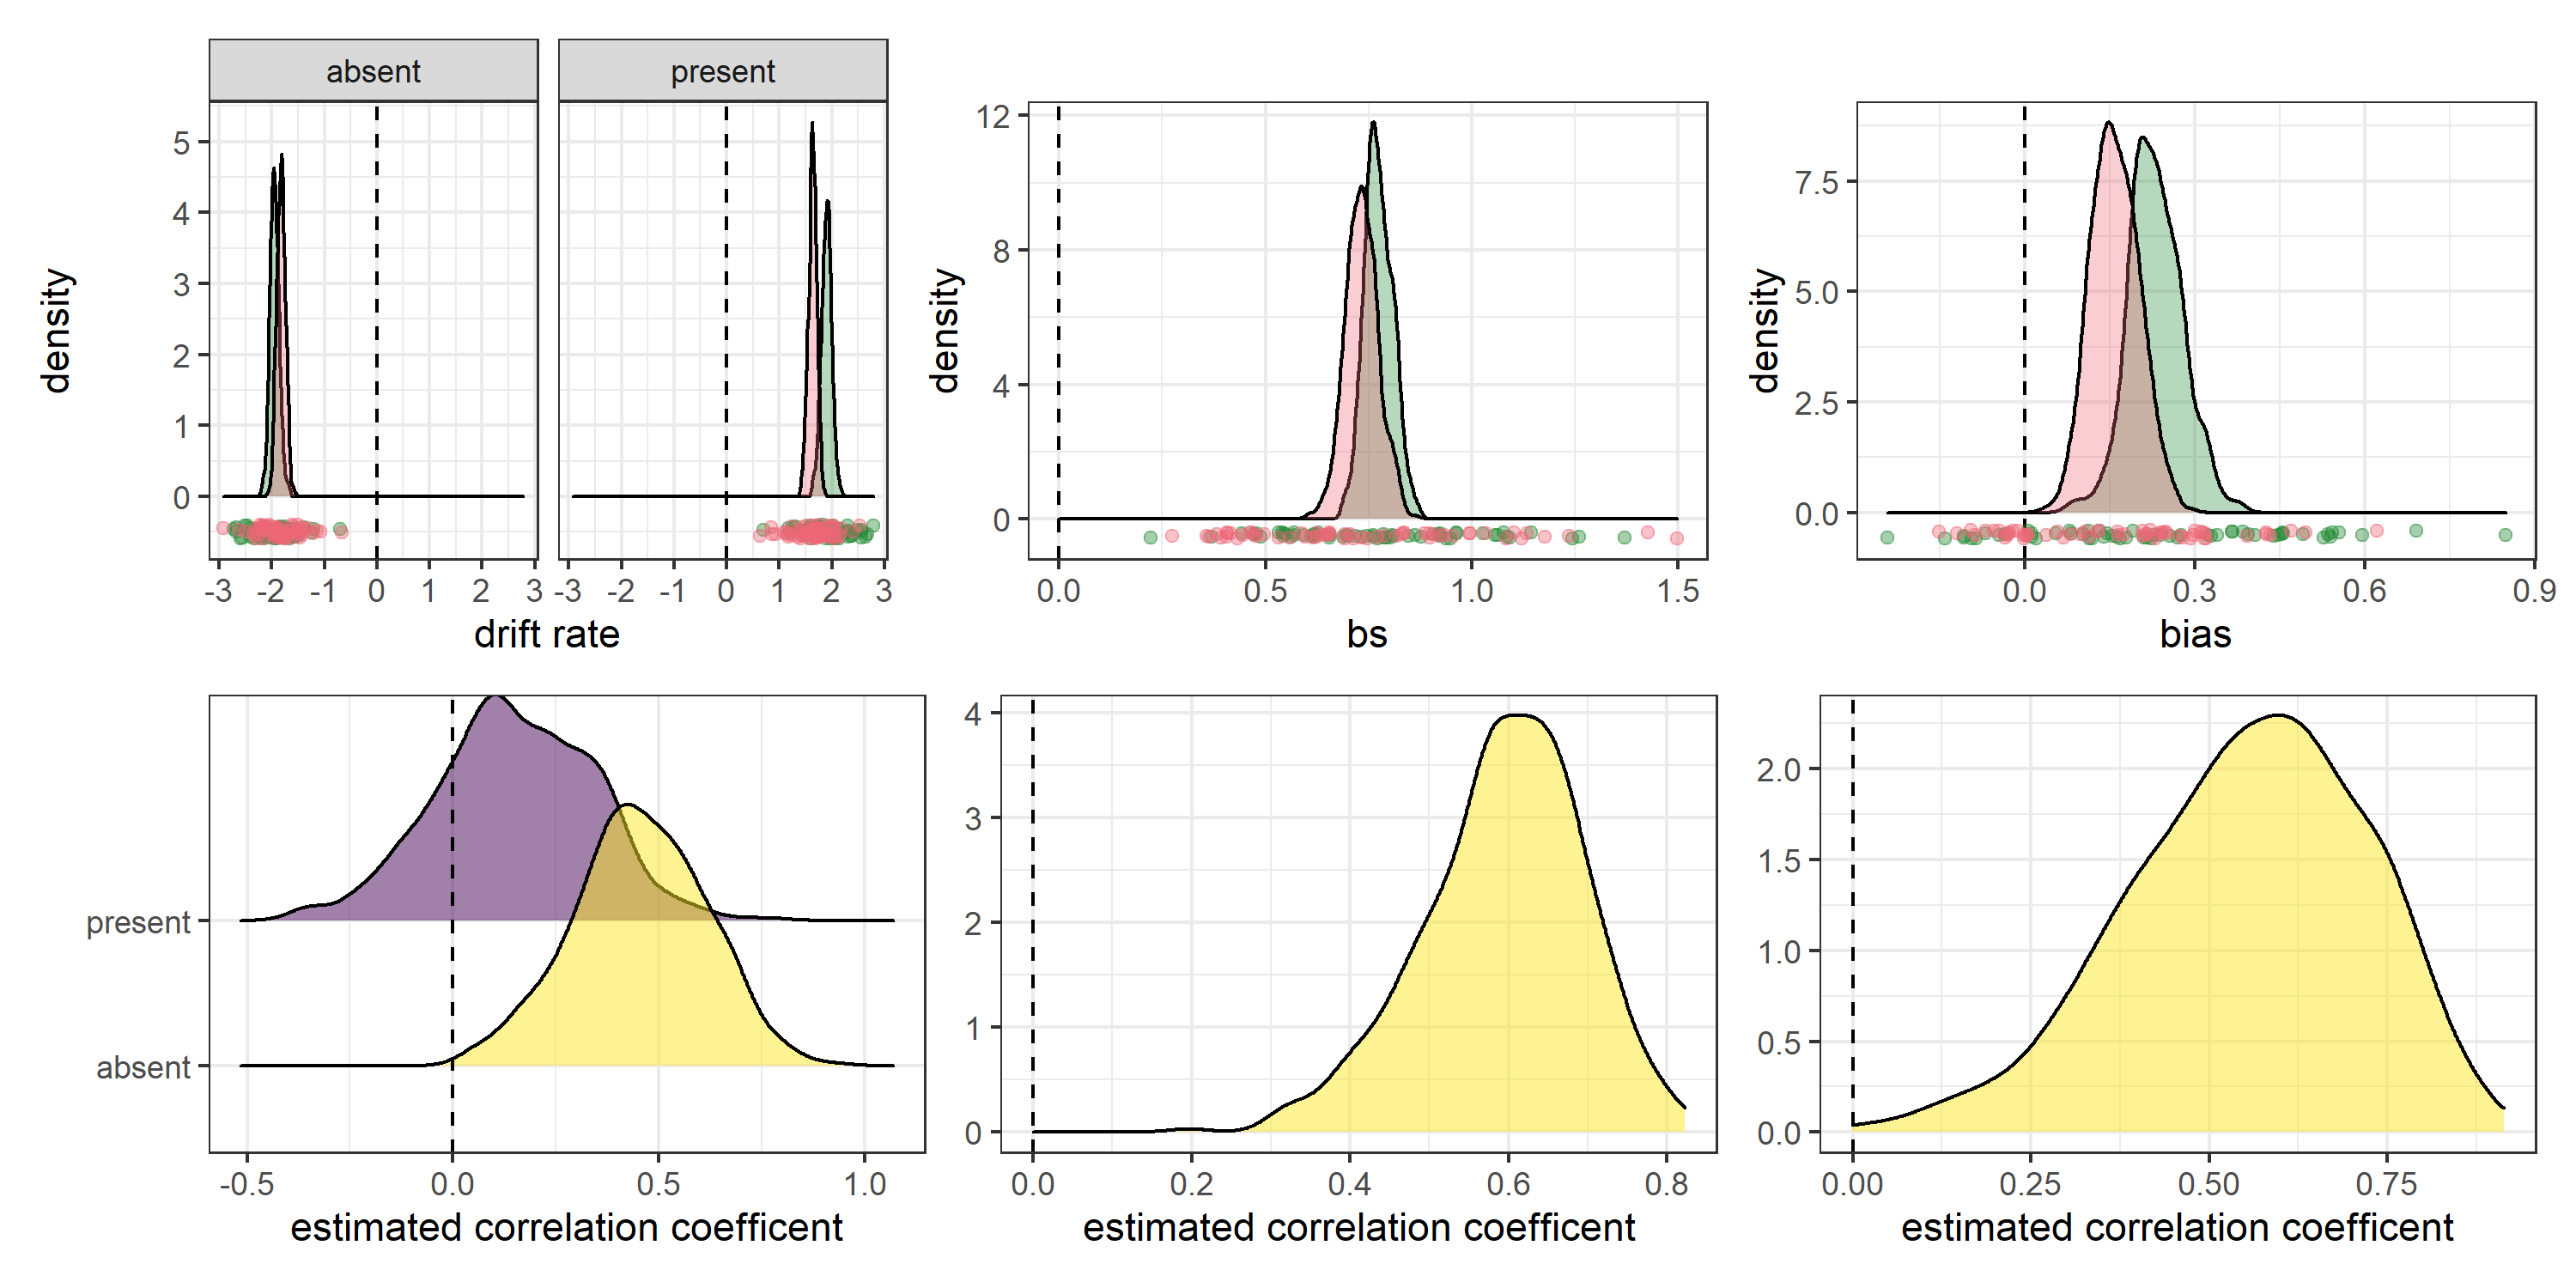 absent present
density
5
4
3
2
1
0
-3 -2 -1 0 1 2 3 -3 -2 -1 0 1 2 3
drift rate
density
12
8
4
0
0.0 0.5 1.0 1.5
bs
density
7.5
5.0
2.5
0.0
0.0 0.3 0.6 0.9
bias
present
absent
-0.5 0.0 0.5 1.0
estimated correlation coefficent
4
3
2
1
0
0.0 0.2 0.4 0.6 0.8
estimated correlation coefficent
2.0
1.5
1.0
0.5
0.0
0.00 0.25 0.50 0.75
estimated correlation coefficent